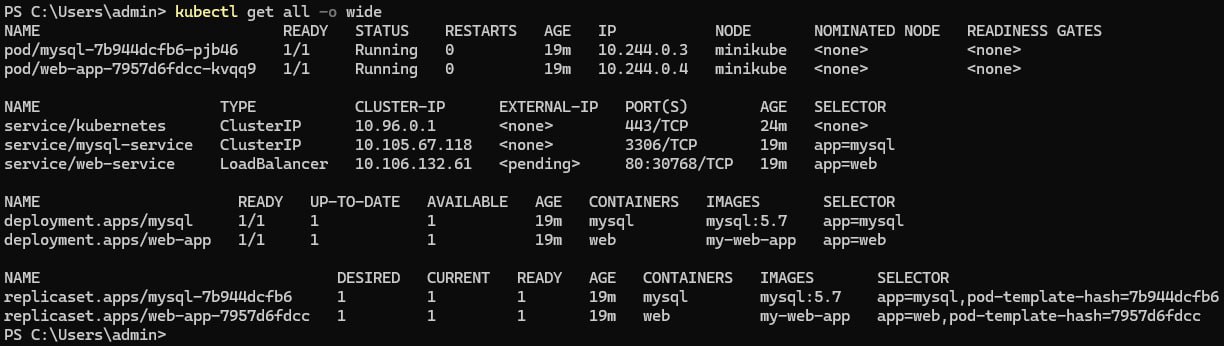 PS C:\Users\admin> kubectl get all -o wide
NAME                           READY   STATUS    RESTARTS   AGE   IP           NODE       NOMINATED NODE   READINESS GATES
pod/mysql-7b944dcfb6-pjb46     1/1     Running   0          19m   10.244.0.3   minikube   <none>           <none>
pod/web-app-7957d6fdcc-kvqq9   1/1     Running   0          19m   10.244.0.4   minikube   <none>           <none>

NAME                    TYPE           CLUSTER-IP      EXTERNAL-IP   PORT(S)        AGE   SELECTOR
service/kubernetes      ClusterIP      10.96.0.1       <none>        443/TCP        24m   <none>
service/mysql-service   ClusterIP      10.105.67.118   <none>        3306/TCP       19m   app=mysql
service/web-service     LoadBalancer   10.106.132.61   <pending>     80:30768/TCP   19m   app=web

NAME                      READY   UP-TO-DATE   AVAILABLE   AGE   CONTAINERS   IMAGES       SELECTOR
deployment.apps/mysql     1/1     1            1           19m   mysql        mysql:5.7    app=mysql
deployment.apps/web-app   1/1     1            1           19m   web          my-web-app   app=web

NAME                                 DESIRED   CURRENT   READY   AGE   CONTAINERS   IMAGES       SELECTOR
replicaset.apps/mysql-7b944dcfb6     1         1         1       19m   mysql        mysql:5.7    app=mysql,pod-template-hash=7b944dcfb6
replicaset.apps/web-app-7957d6fdcc   1         1         1       19m   web          my-web-app   app=web,pod-template-hash=7957d6fdcc
PS C:\Users\admin>